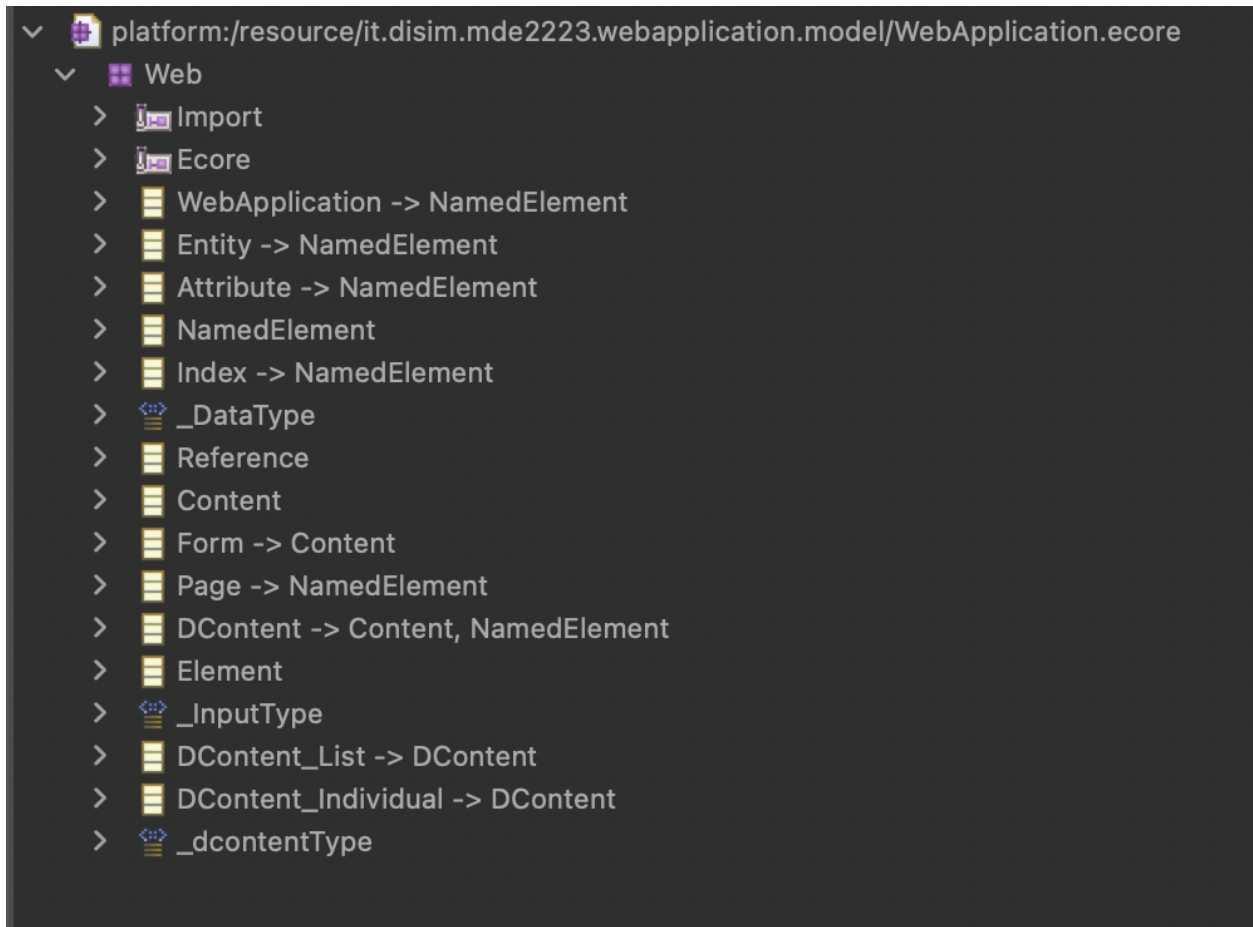 platform:/resource/it.disim.mde2223.webapplication.model/WebApplication.ecore
Web
Import
Ecore
WebApplication -> NamedElement
Entity -> NamedElement
Attribute -> NamedElement
NamedElement
Index -> NamedElement
_DataType
Reference
Content
Form -> Content
Page -> NamedElement
DContent -> Content, NamedElement
Element
_InputType
DContent_List -> DContent
DContent_Individual -> DContent
_dcontentType